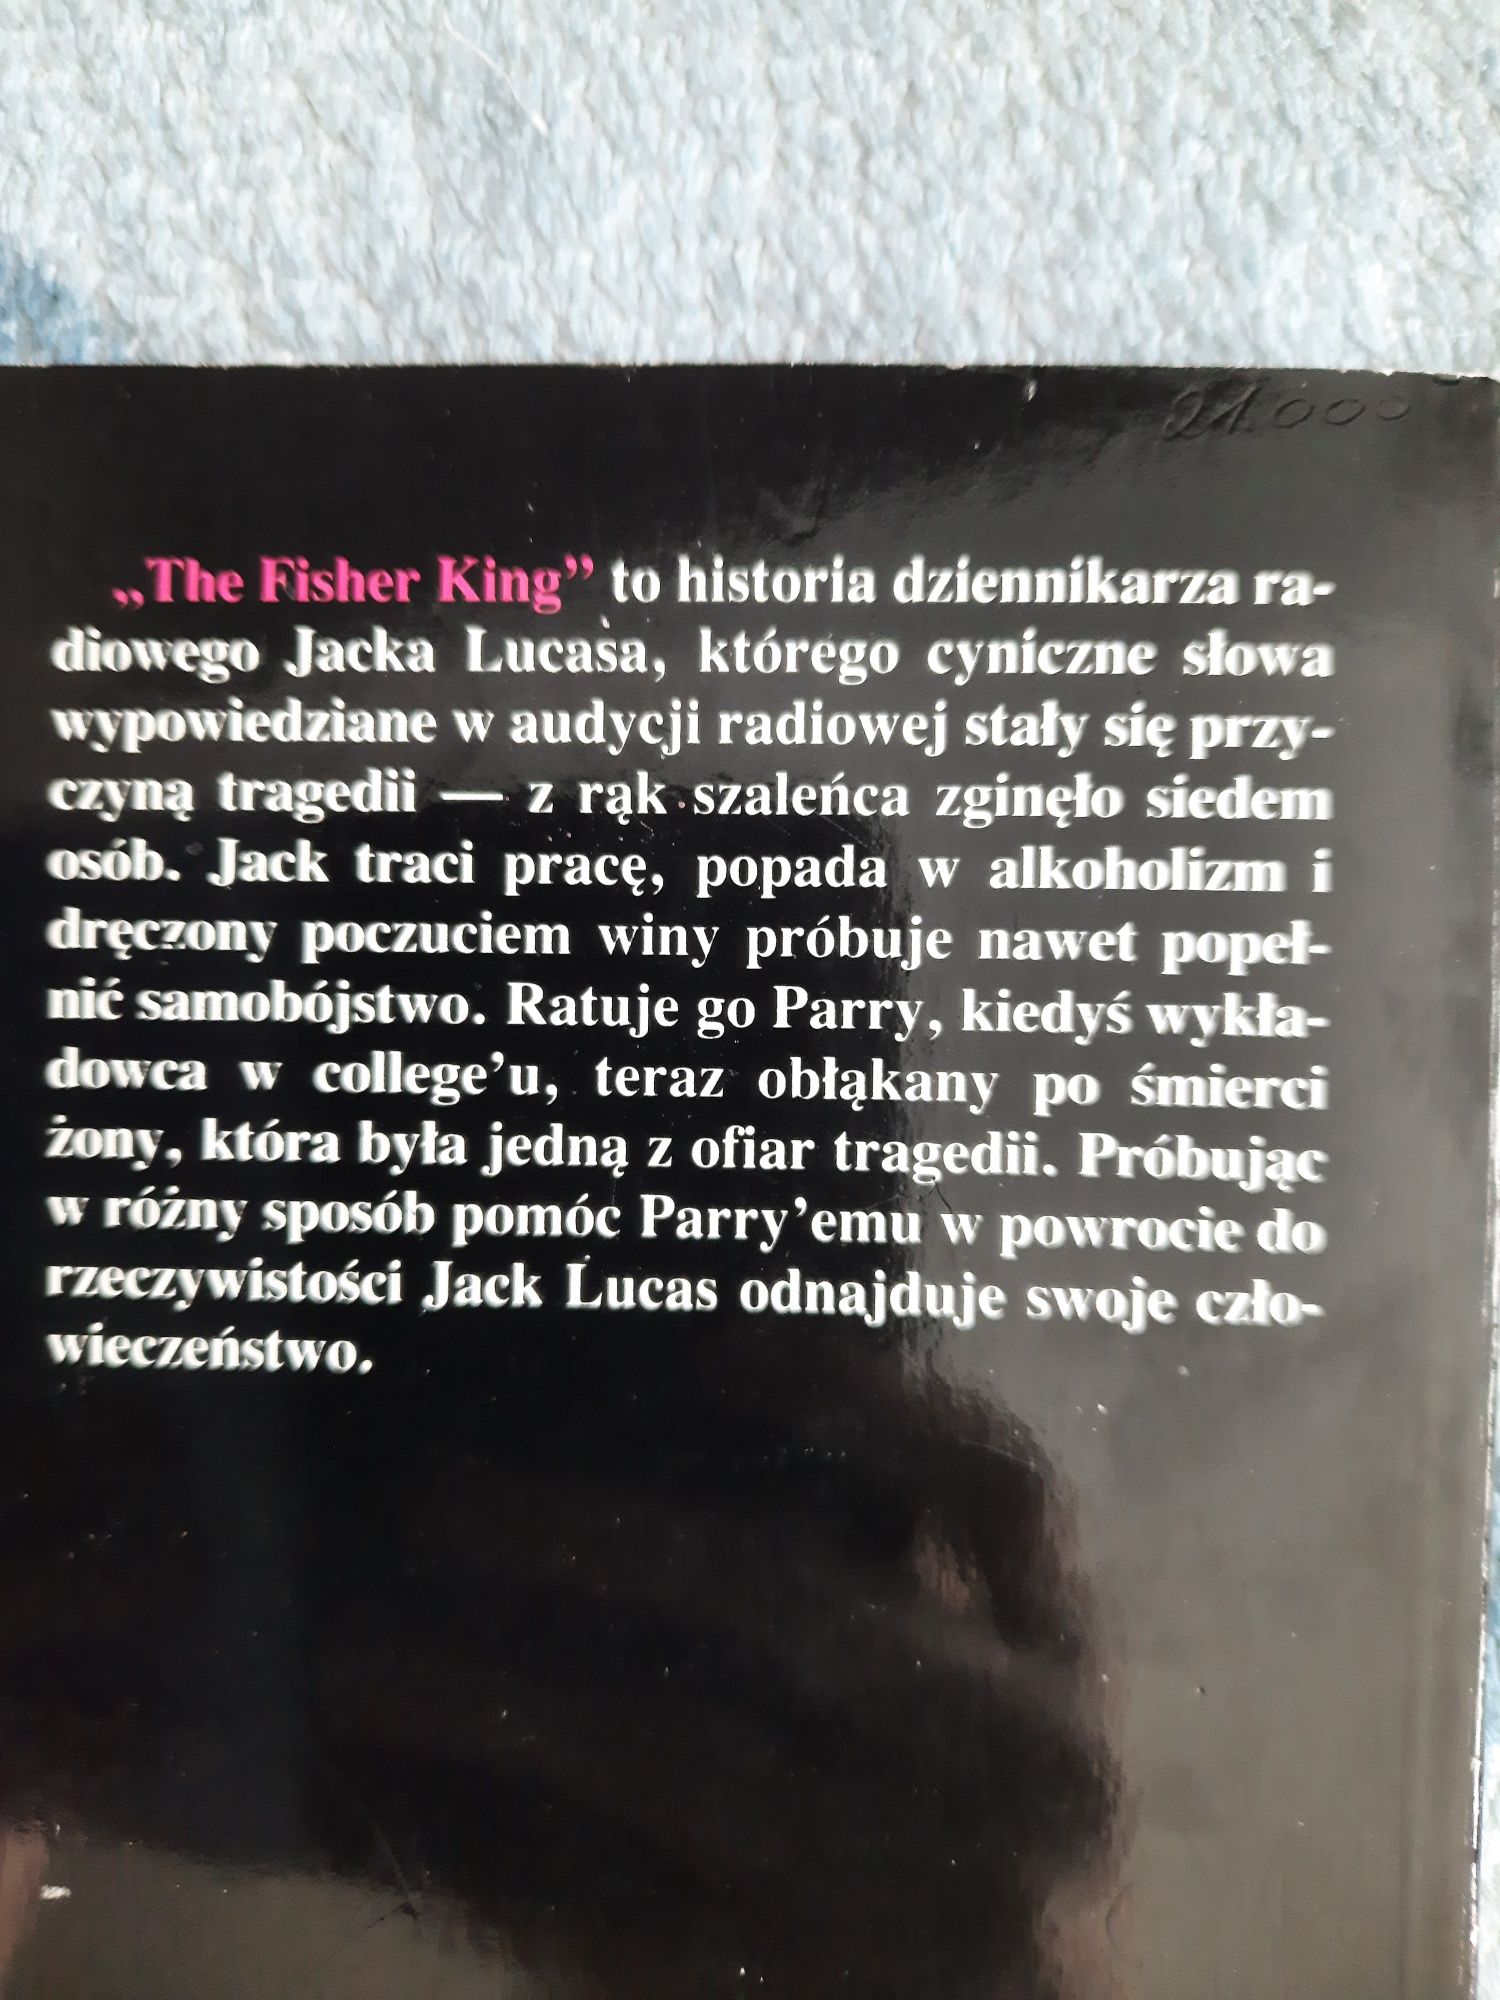 21000
„The Fisher King” to historia dziennikarza ra-
diowego Jacka Lucasa, którego cyniczne słowa
wypowiedziane w audycji radiowej stały się przy-
czyną tragedii — z rąk szaleńca zginęło siedem
osób. Jack traci pracę, popada w alkoholizm i
dręczony poczuciem winy próbuje nawet popeł-
nić samobójstwo. Ratuje go Parry, kiedyś wykła-
dowca w college’u, teraz obłąkany po śmierci
żony, która była jedną z ofiar tragedii. Próbując
w różny sposób pomóc Parry’emu w powrocie do
rzeczywistości Jack Lucas odnajduje swoje czło-
wieczeństwo.